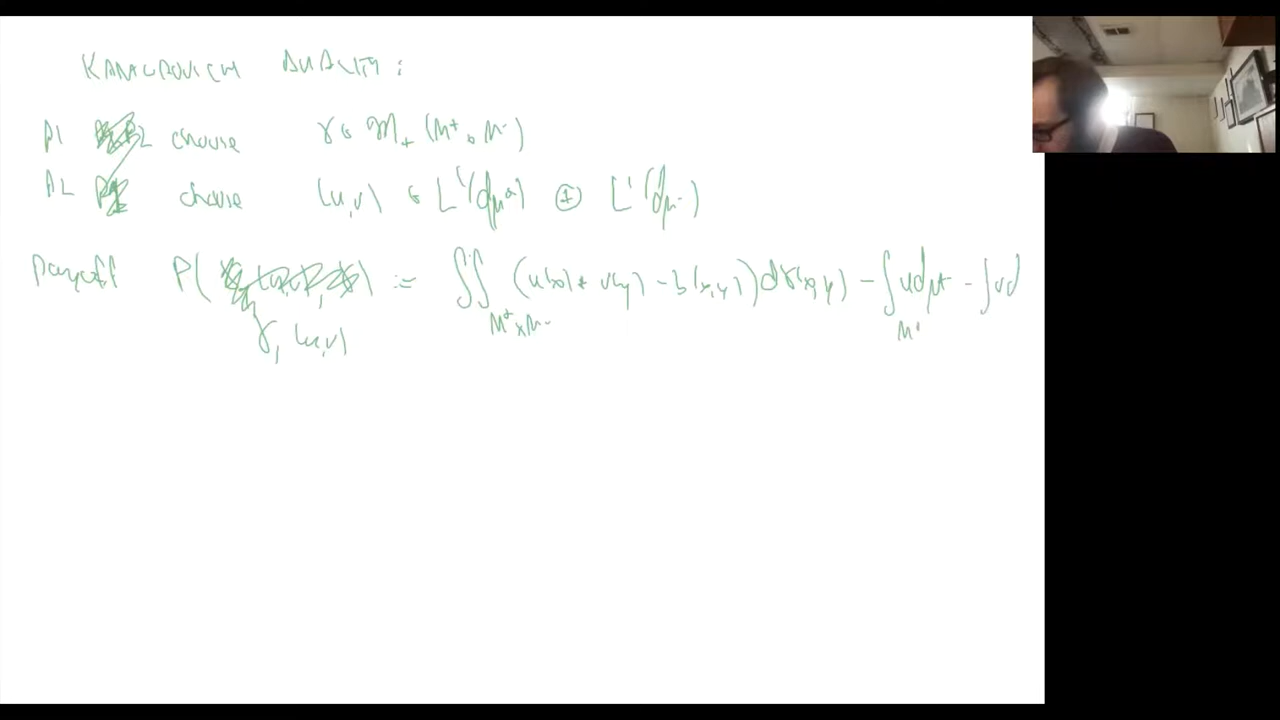 KANTOROVICH DUALITY:
P1 choose γ ∈ M₊ (M⁺ × M⁻)
P2 choose (u,v) ∈ L¹(dμ⁺) ⊕ L¹(dμ⁻)
Payoff P( ) := ∬ (u(x) + v(y) - b(x,y)) dγ(x,y) - ∫ u dμ⁺ - ∫ v d
γ, (u,v) M⁺ × M⁻ M⁺